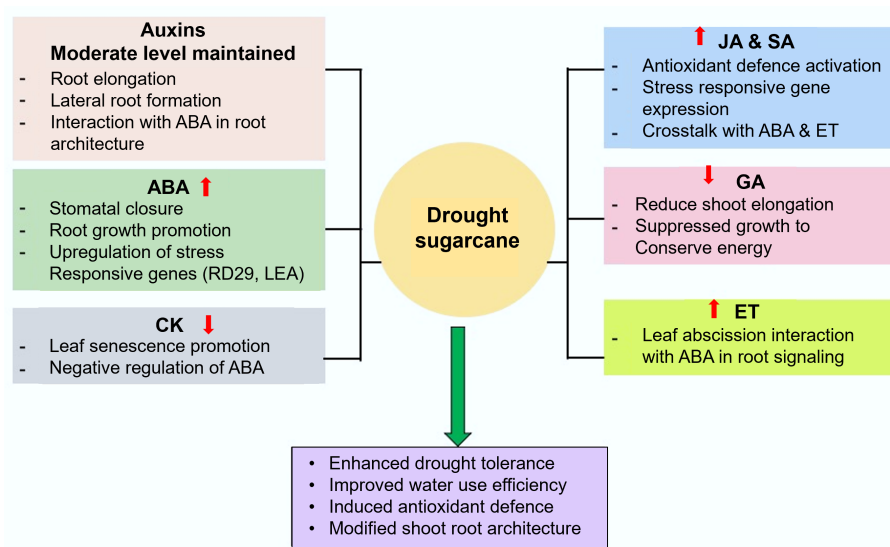 Auxins
Moderate level maintained
- Root elongation
- Lateral root formation
- Interaction with ABA in root
architecture
ABA
- Stomatal closure
- Root growth promotion
- Upregulation of stress
Responsive genes (RD29, LEA)
CK
- Leaf senescence promotion
- Negative regulation of ABA
Drought
sugarcane
JA & SA
- Antioxidant defence activation
- Stress responsive gene
expression
- Crosstalk with ABA & ET
GA
- Reduce shoot elongation
- Suppressed growth to
Conserve energy
ET
- Leaf abscission interaction
with ABA in root signaling
• Enhanced drought tolerance
• Improved water use efficiency
• Induced antioxidant defence
• Modified shoot root architecture